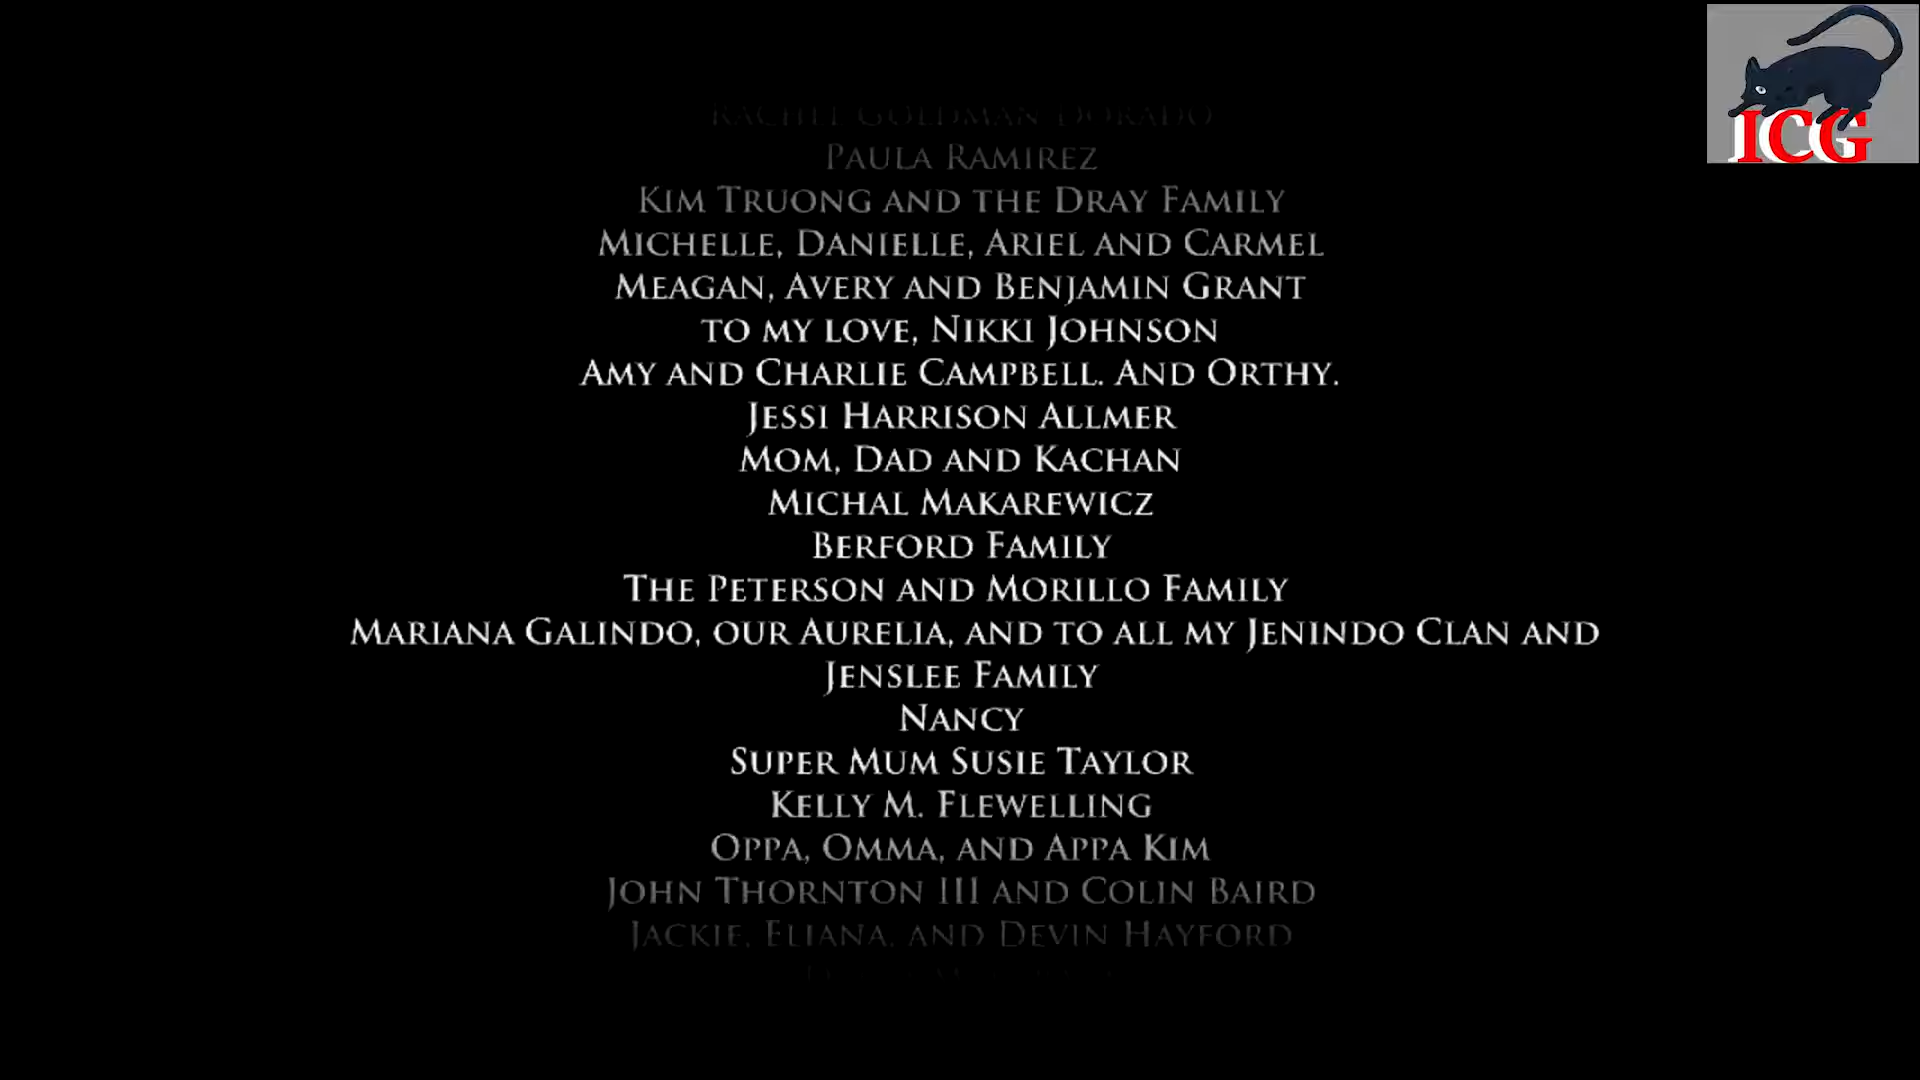 RACHEL GOLDMAN DORADO
PAULA RAMIREZ
KIM TRUONG AND THE DRAY FAMILY
MICHELLE, DANIELLE, ARIEL AND CARMEL
MEAGAN, AVERY AND BENJAMIN GRANT
TO MY LOVE, NIKKI JOHNSON
AMY AND CHARLIE CAMPBELL. AND ORTHY.
JESSI HARRISON ALLMER
MOM, DAD AND KACHAN
MICHAL MAKAREWICZ
BERFORD FAMILY
THE PETERSON AND MORILLO FAMILY
MARIANA GALINDO, OUR AURELIA, AND TO ALL MY JENINDO CLAN AND
JENSLEE FAMILY
NANCY
SUPER MUM SUSIE TAYLOR
KELLY M. FLEWELLING
OPPA, OMMA, AND APPA KIM
JOHN THORNTON III AND COLIN BAIRD
JACKIE, ELIANA, AND DEVIN HAYFORD
ICG